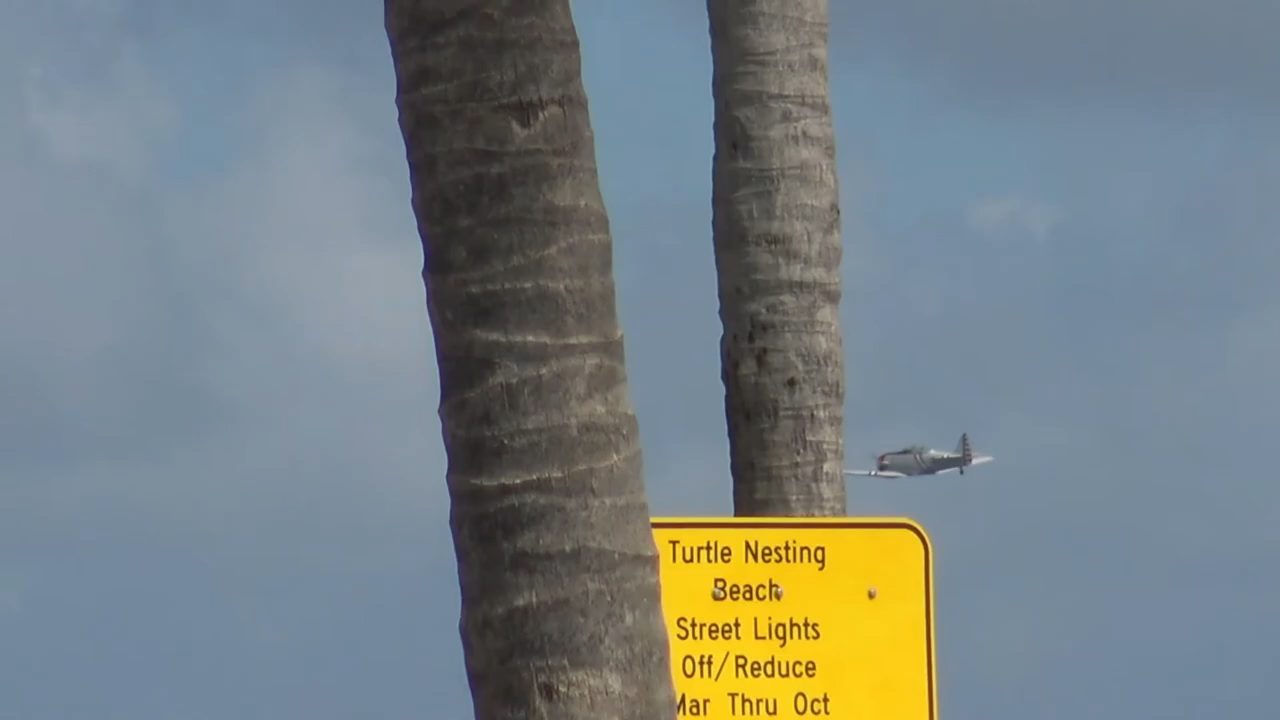 Turtle Nesting
Beach
Street Lights
Off/Reduce
Mar Thru Oct